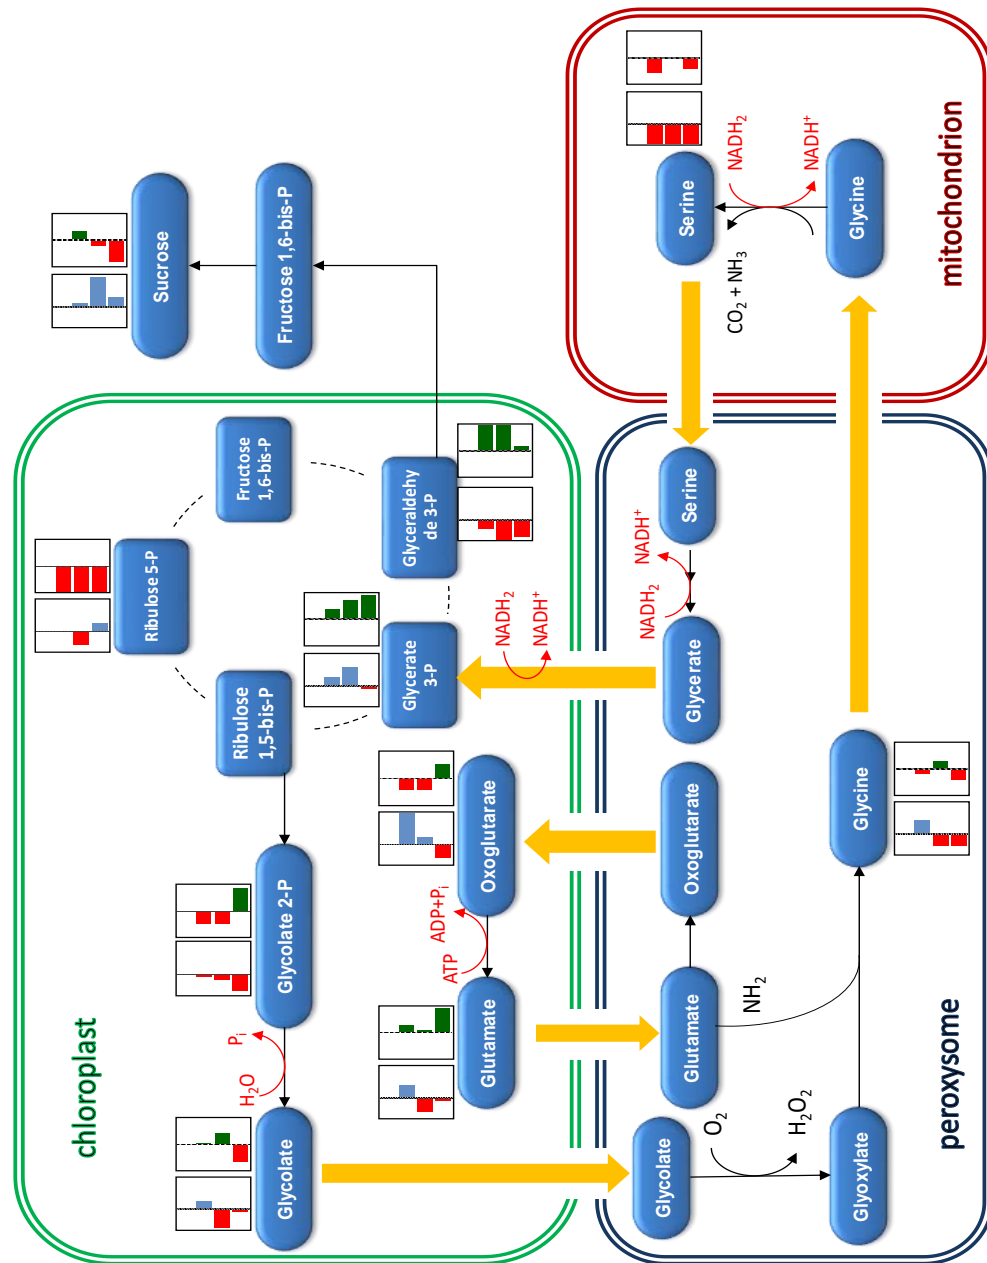 chloroplast
Glycolate
H₂O
Pᵢ
Glycolate 2-P
Ribulose
1,5-bis-P
Ribulose 5-P
Fructose
1,6-bis-P
Glyceraldehy
de 3-P
Glycerate
3-P
Sucrose
Fructose 1,6-bis-P
Glutamate
ATP
ADP+Pᵢ
Oxoglutarate
NADH₂
NADH⁺
peroxysome
Glycolate
O₂
H₂O₂
Glyoxylate
Glutamate
NH₂
Oxoglutarate
Glycine
Glycerate
NADH₂
NADH⁺
Serine
mitochondrion
Serine
NADH₂
NADH⁺
CO₂ + NH₃
Glycine